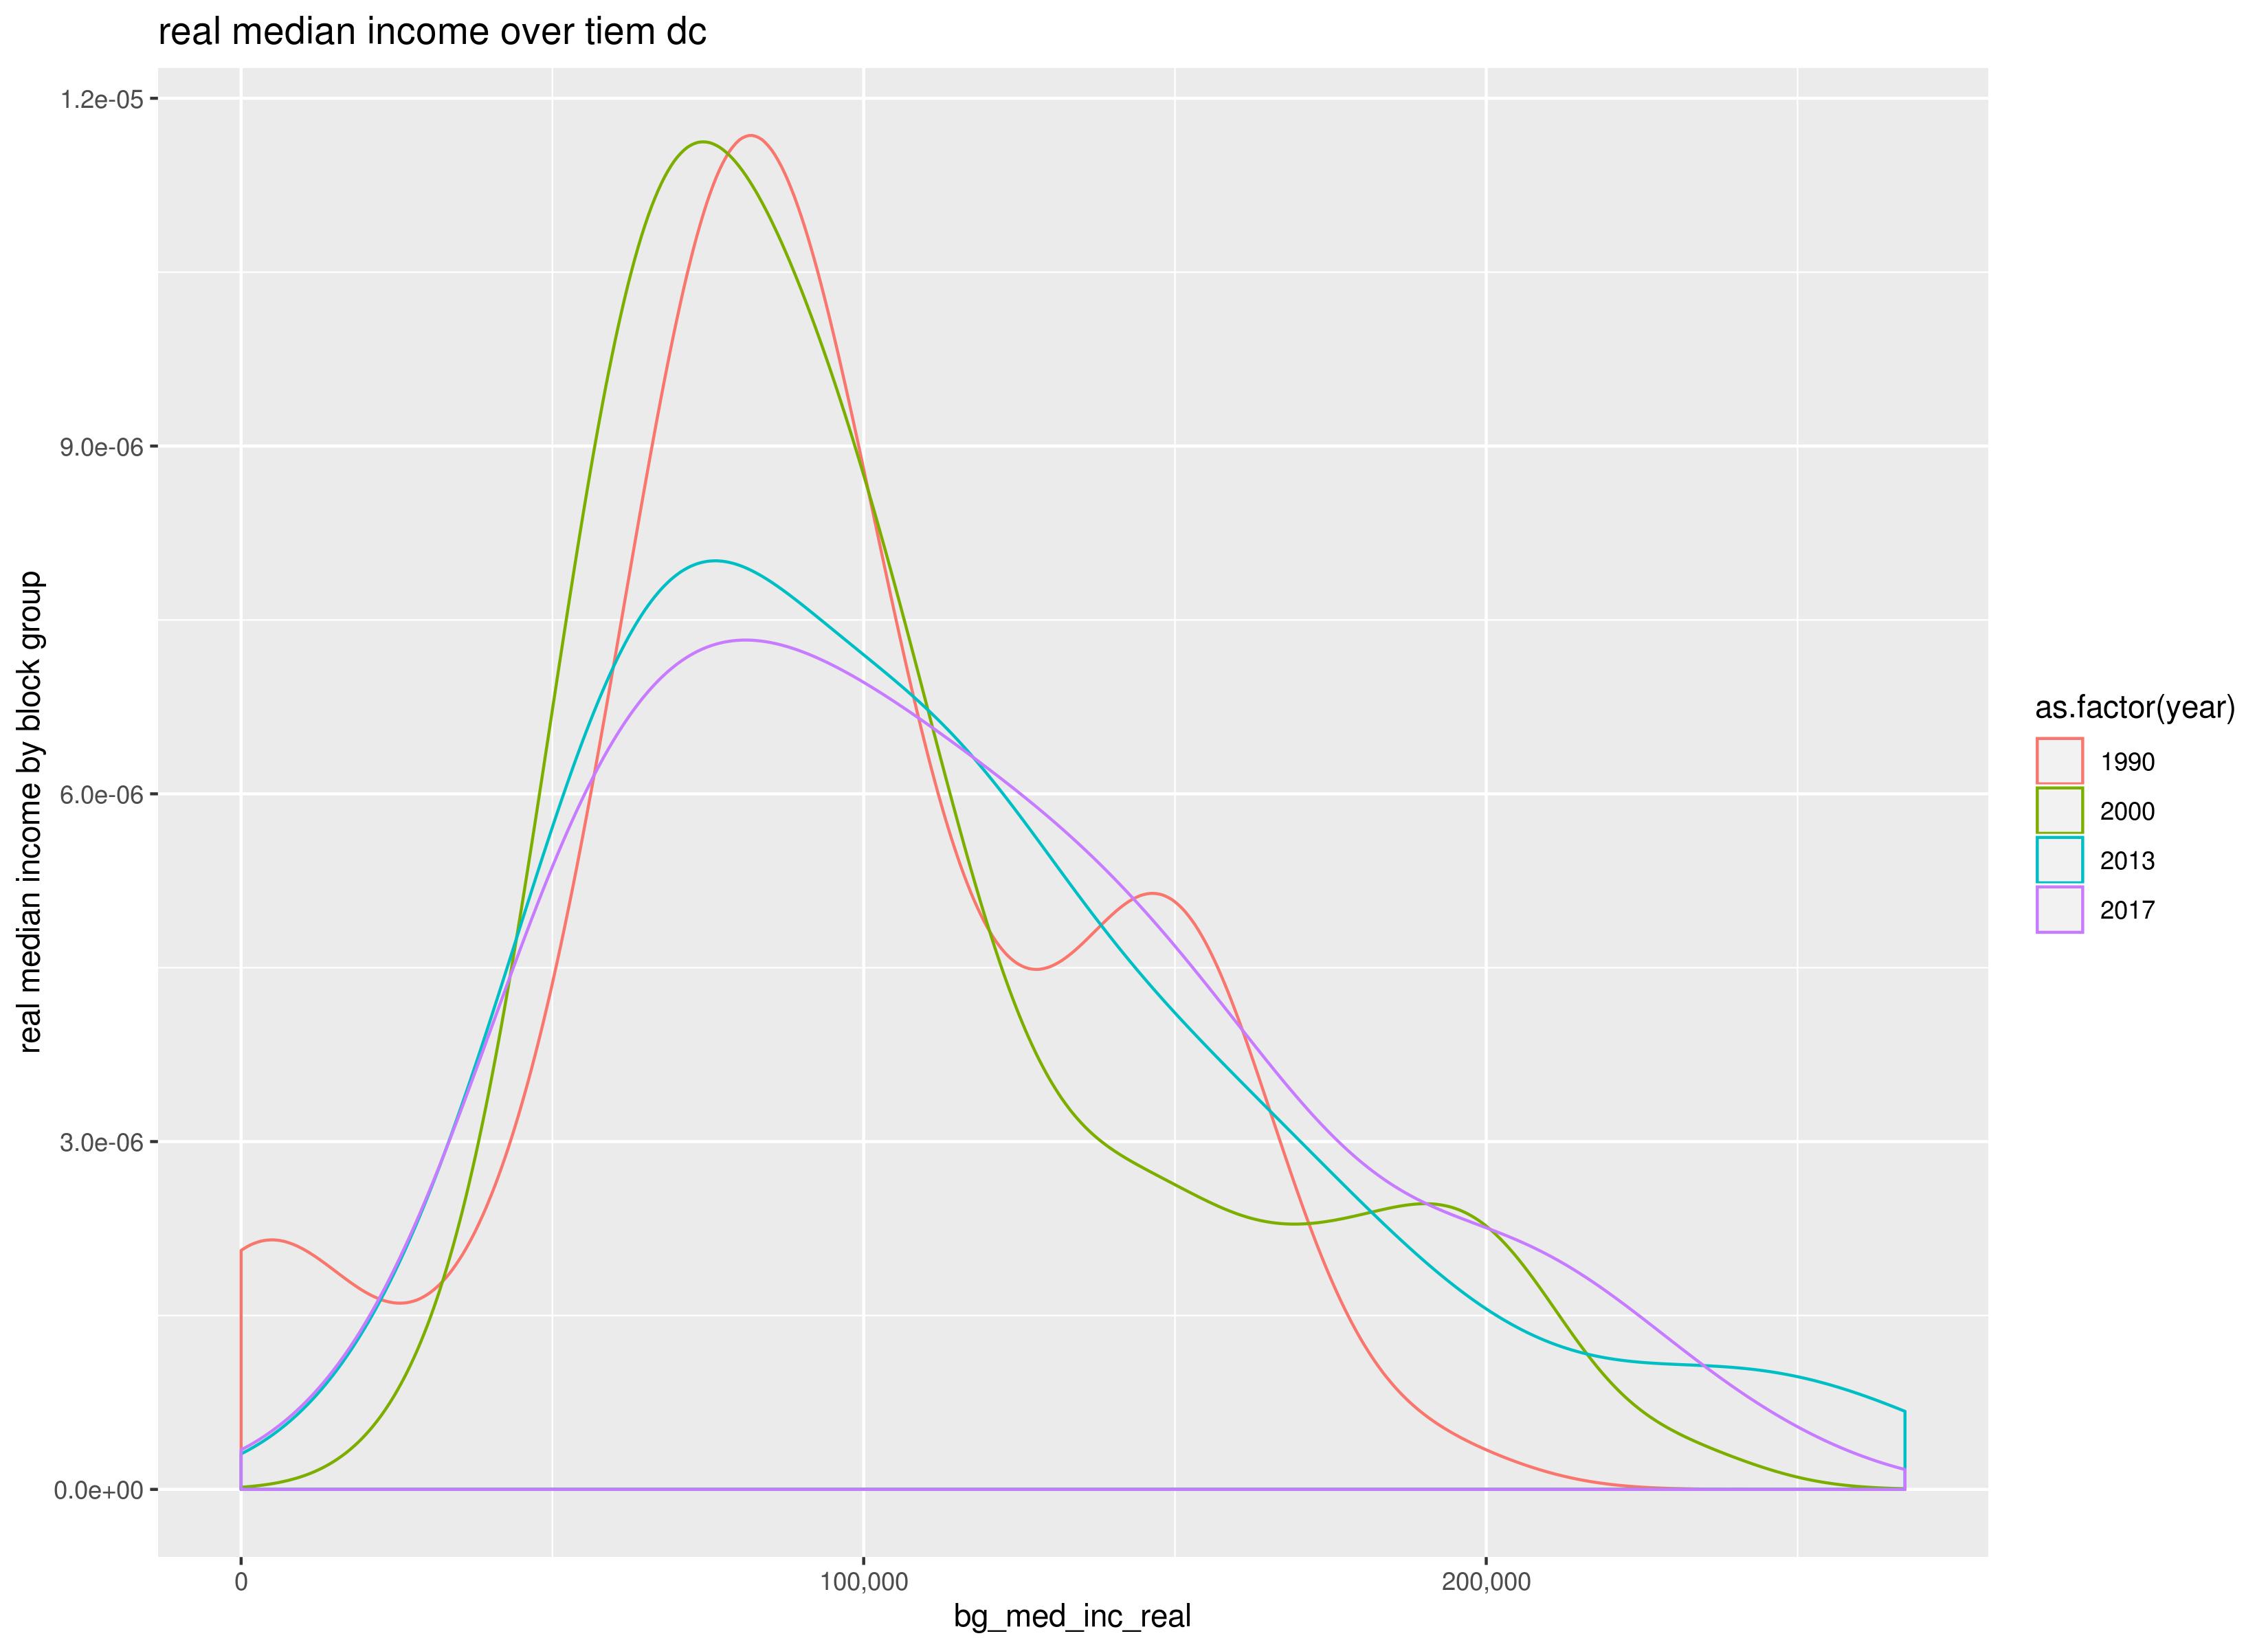 real median income over tiem dc
real median income by block group
1.2e-05
9.0e-06
6.0e-06
3.0e-06
0.0e+00
0
100,000
200,000
bg_med_inc_real
as.factor(year)
1990
2000
2013
2017